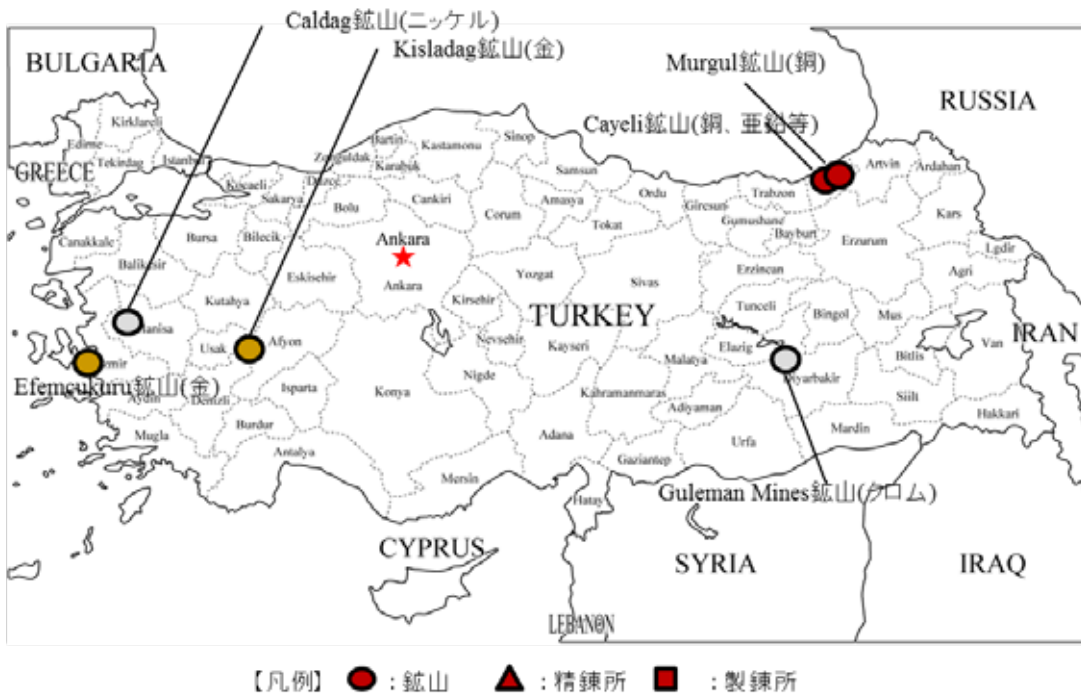 Caldag鉱山(ニッケル)
Kisladag鉱山(金)
Murgul鉱山(銅)
Cayeli鉱山(銅、亜鉛等)
BULGARIA
RUSSIA
GREECE
Kirklareli
Edirne
Tekirdag
Istanbul
Zonguldak
Bartin
Karabuk
Kastamonu
Sinop
Samsun
Kocaeli
Sakarya
Duzce
Bolu
Cankiri
Corum
Amasya
Ordu
Tokat
Giresun
Trabzon
Gumushane
Bayburt
Artvin
Ardahan
Kars
Erzurum
Lgdir
Agri
Canakkale
Balikesir
Bursa
Bilecik
Eskisehir
Ankara
Ankara
Kirsehir
Yozgat
Sivas
Erzincan
Tunceli
Bingol
Mus
TURKEY
IRAN
Kutahya
Manisa
Usak
Afyon
Nevsehir
Kayseri
Malatya
Elazig
Diyarbakir
Bitlis
Van
Siilt
Hakkari
Efemcukuru鉱山(金)
Aydin
Denizli
Isparta
Konya
Nigde
Kahramanmaras
Adiyaman
Mardin
Mugla
Burdur
Antalya
Mersin
Adana
Gaziantep
Urfa
Hatay
Guleman Mines鉱山(クロム)
CYPRUS
SYRIA
IRAQ
LEBANON
【凡例】 :鉱山 :精錬所 :製錬所